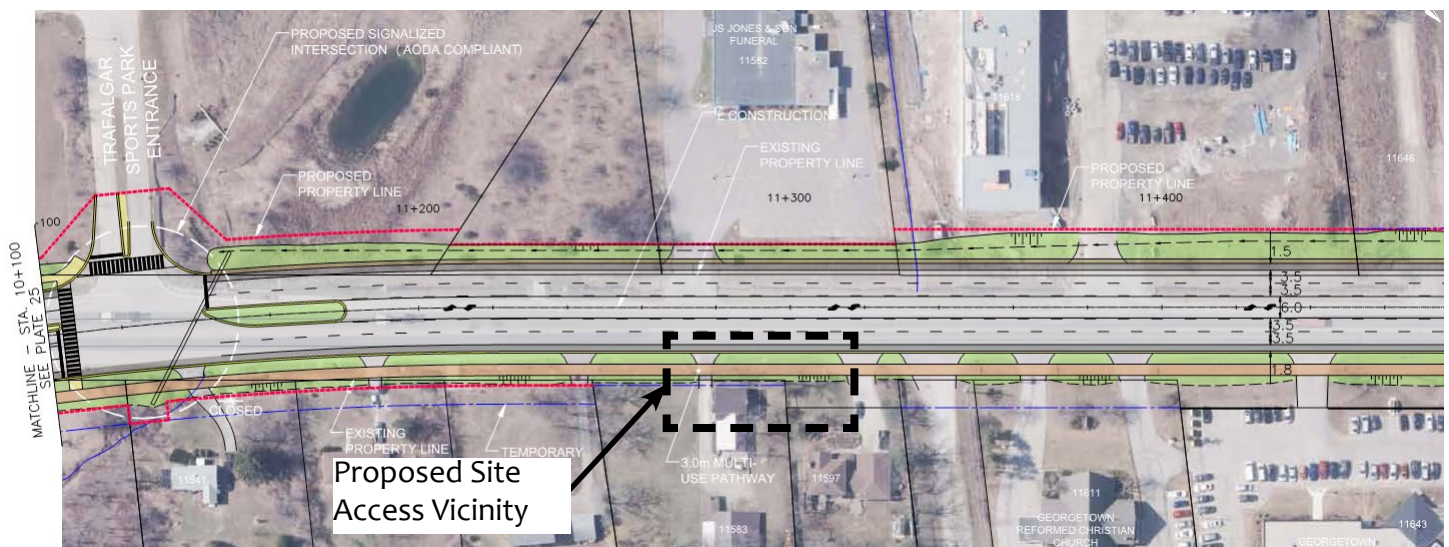 PROPOSED SIGNALIZED
INTERSECTION (AODA COMPLIANT)
TRAFALGAR
SPORTS PARK
ENTRANCE
JS JONES & SON
FUNERAL
11582
11618
11646
℄ CONSTRUCTION
EXISTING
PROPERTY LINE
PROPOSED
PROPERTY LINE
PROPOSED
PROPERTY LINE
100
11+200
11+300
11+400
MATCHLINE - STA. 10+100
SEE PLATE 25
1.5
3.5
3.5
6.0
3.5
3.5
1.8
CLOSED
EXISTING
PROPERTY LINE
TEMPORARY
3.0m MULTI-
USE PATHWAY
Proposed Site
Access Vicinity
11541
11583
11597
11611
GEORGETOWN
REFORMED CHRISTIAN
CHURCH
11643
GEORGETOWN